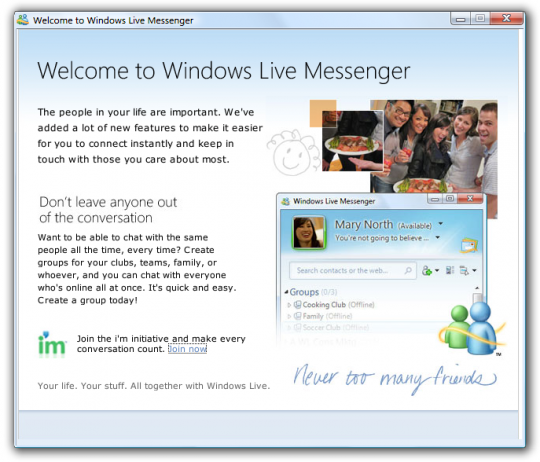 Welcome to Windows Live Messenger
Welcome to Windows Live Messenger
The people in your life are important. We've
added a lot of new features to make it easier
for you to connect instantly and keep in
touch with those you care about most.
Don't leave anyone out
of the conversation
Want to be able to chat with the same
people all the time, every time? Create
groups for your clubs, teams, family, or
whoever, and you can chat with everyone
who's online all at once. It's quick and easy.
Create a group today!
Windows Live Messenger
Mary North (Available)
You're not going to believe ...
Search contacts or the web...
Groups (0/3)
Cooking Club (Offline)
Family (Offline)
Soccer Club (Offline)
im
Join the i'm initiative and make every
conversation count. Join now
TM
Never too many friends
Your life. Your stuff. All together with Windows Live.